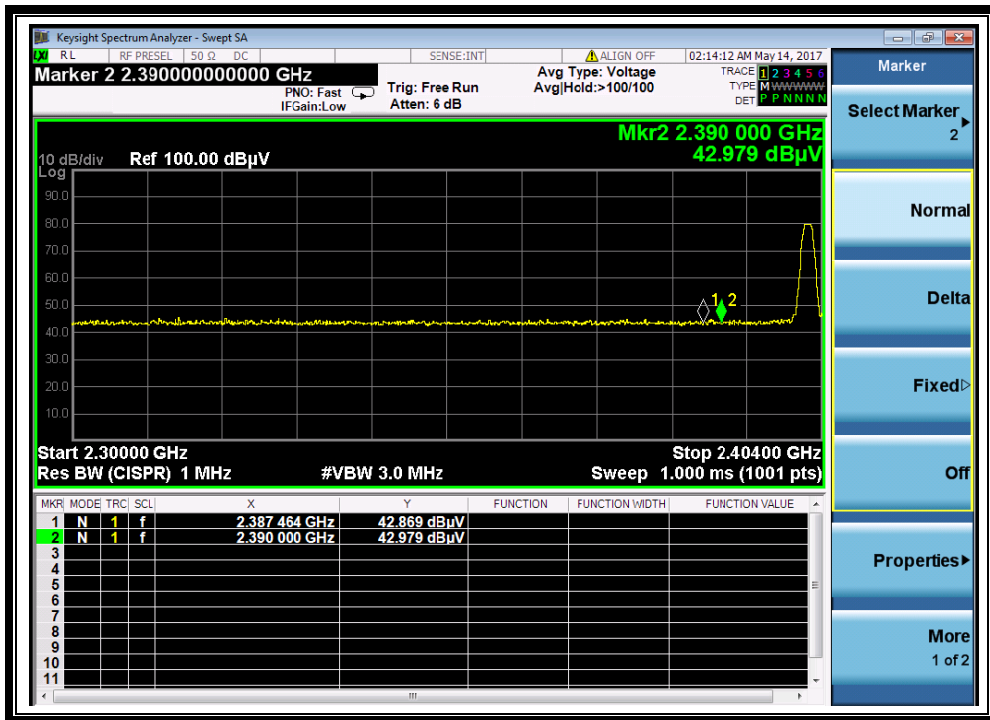 Keysight Spectrum Analyzer - Swept SA
LXI RL RF PRESEL 50 Ω DC SENSE:INT ALIGN OFF 02:14:12 AM May 14, 2017
Marker 2 2.390000000000 GHz
PNO: Fast
IFGain:Low
Trig: Free Run
Atten: 6 dB
Avg Type: Voltage
Avg|Hold:>100/100
TRACE 1 2 3 4 5 6
TYPE M WWWWW
DET P P N N N N
Mkr2 2.390 000 GHz
42.979 dBµV
10 dB/div Ref 100.00 dBµV
Log
90.0
80.0
70.0
60.0
50.0
40.0
30.0
20.0
10.0
1 2
Start 2.30000 GHz Stop 2.40400 GHz
Res BW (CISPR) 1 MHz #VBW 3.0 MHz Sweep 1.000 ms (1001 pts)
MKR MODE TRC SCL X Y FUNCTION FUNCTION WIDTH FUNCTION VALUE
1 N 1 f 2.387 464 GHz 42.869 dBµV
2 N 1 f 2.390 000 GHz 42.979 dBµV
3
4
5
6
7
8
9
10
11
Marker
Select Marker
2
Normal
Delta
Fixed
Off
Properties
More
1 of 2